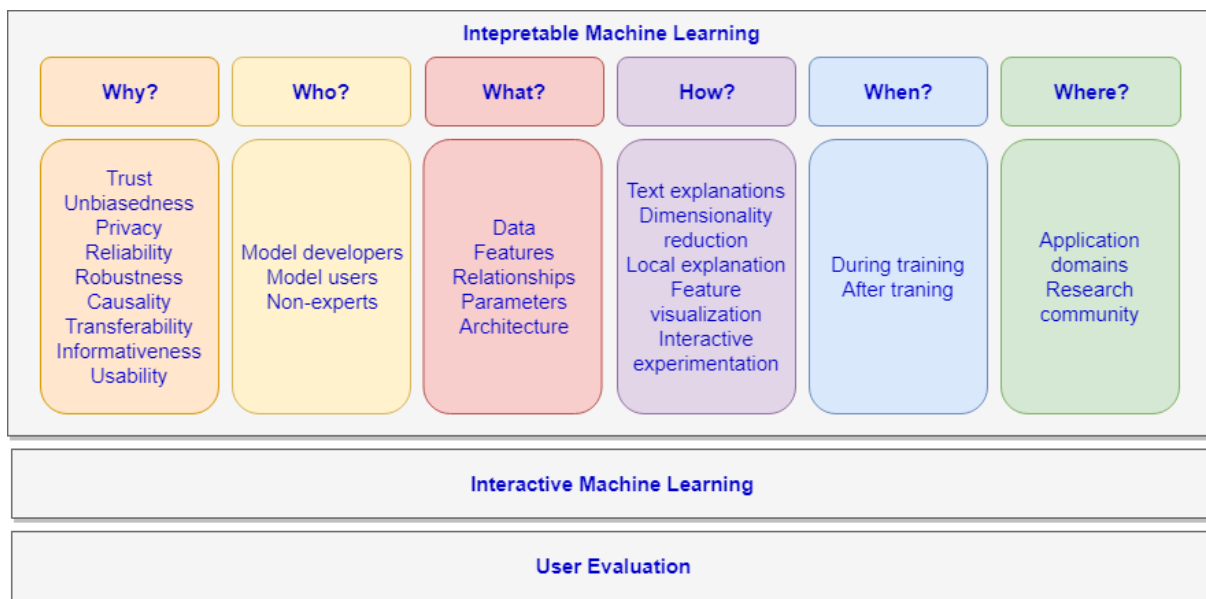 Intepretable Machine Learning
Why?
Who?
What?
How?
When?
Where?
Trust
Unbiasedness
Privacy
Reliability
Robustness
Causality
Transferability
Informativeness
Usability
Model developers
Model users
Non-experts
Data
Features
Relationships
Parameters
Architecture
Text explanations
Dimensionality
reduction
Local explanation
Feature
visualization
Interactive
experimentation
During training
After traning
Application
domains
Research
community
Interactive Machine Learning
User Evaluation